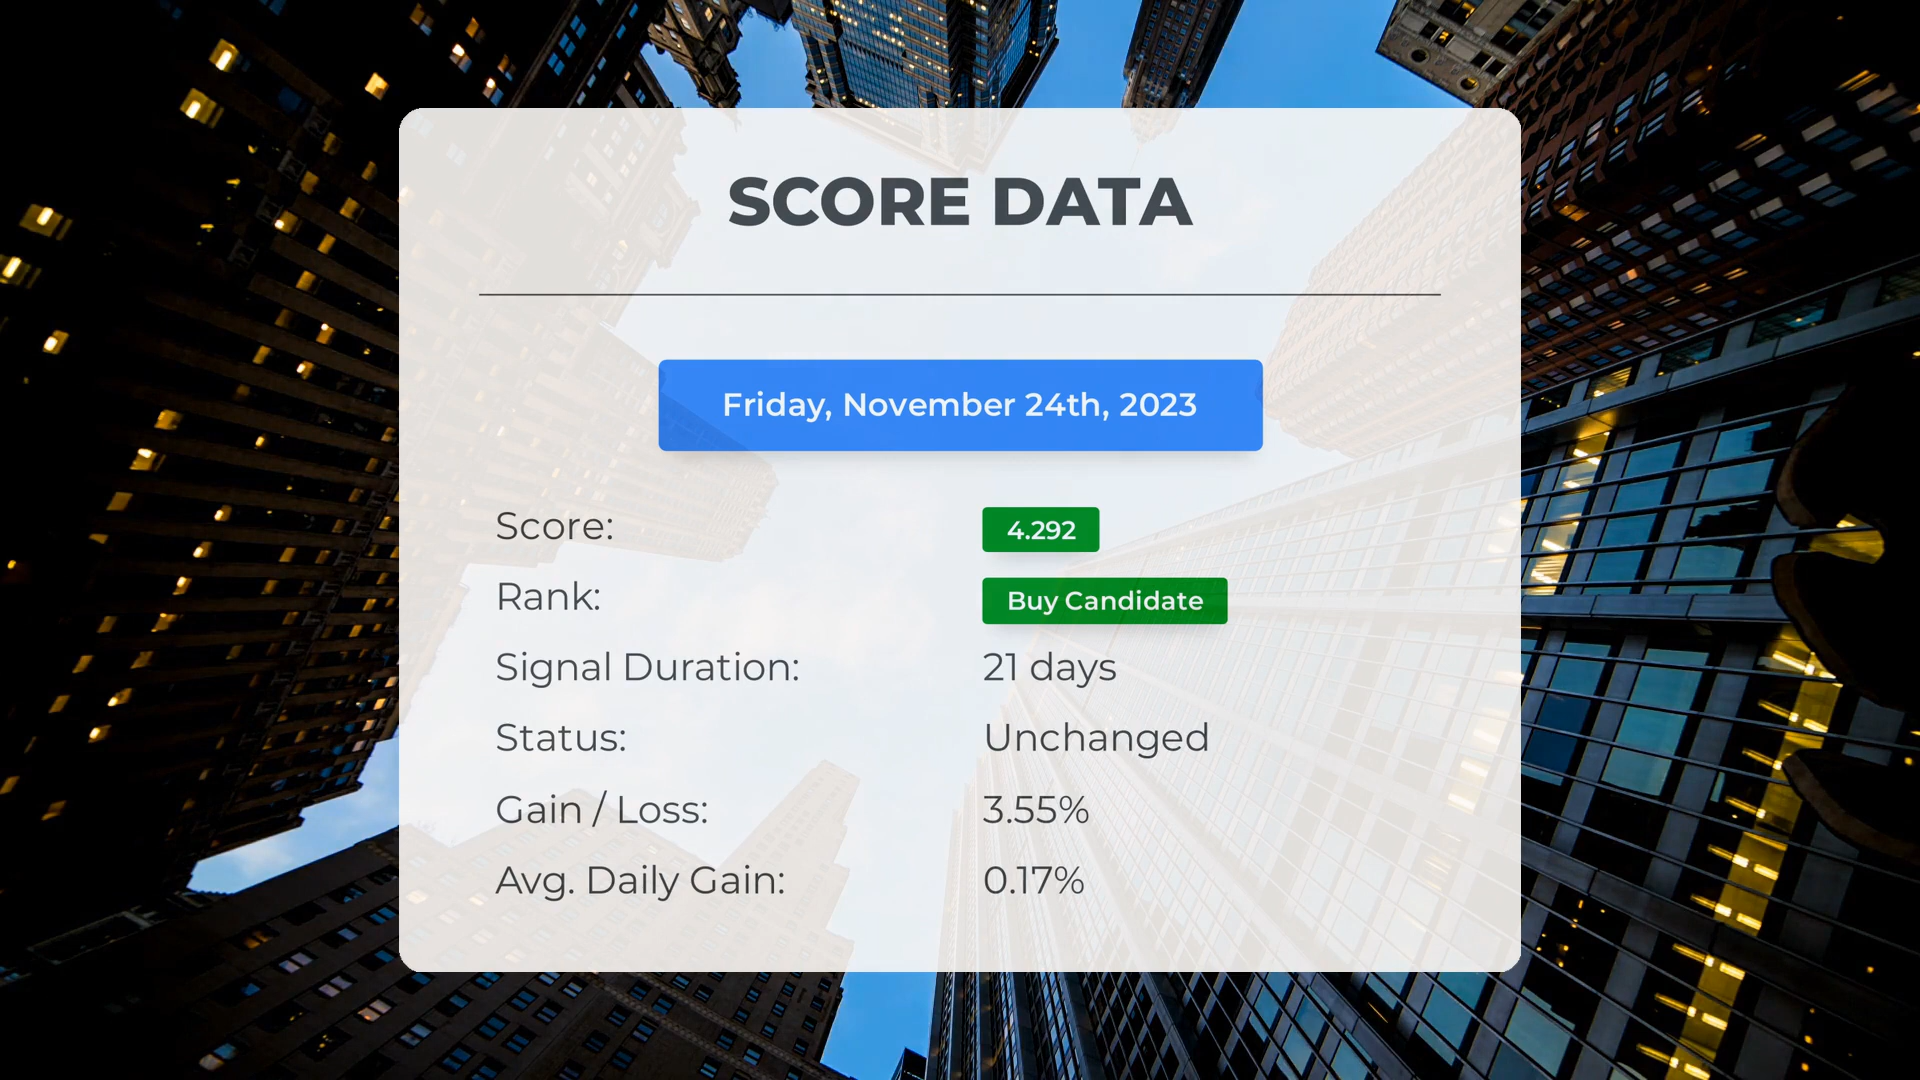 SCORE DATA
Friday, November 24th, 2023
Score: 4.292
Rank: Buy Candidate
Signal Duration: 21 days
Status: Unchanged
Gain / Loss: 3.55%
Avg. Daily Gain: 0.17%